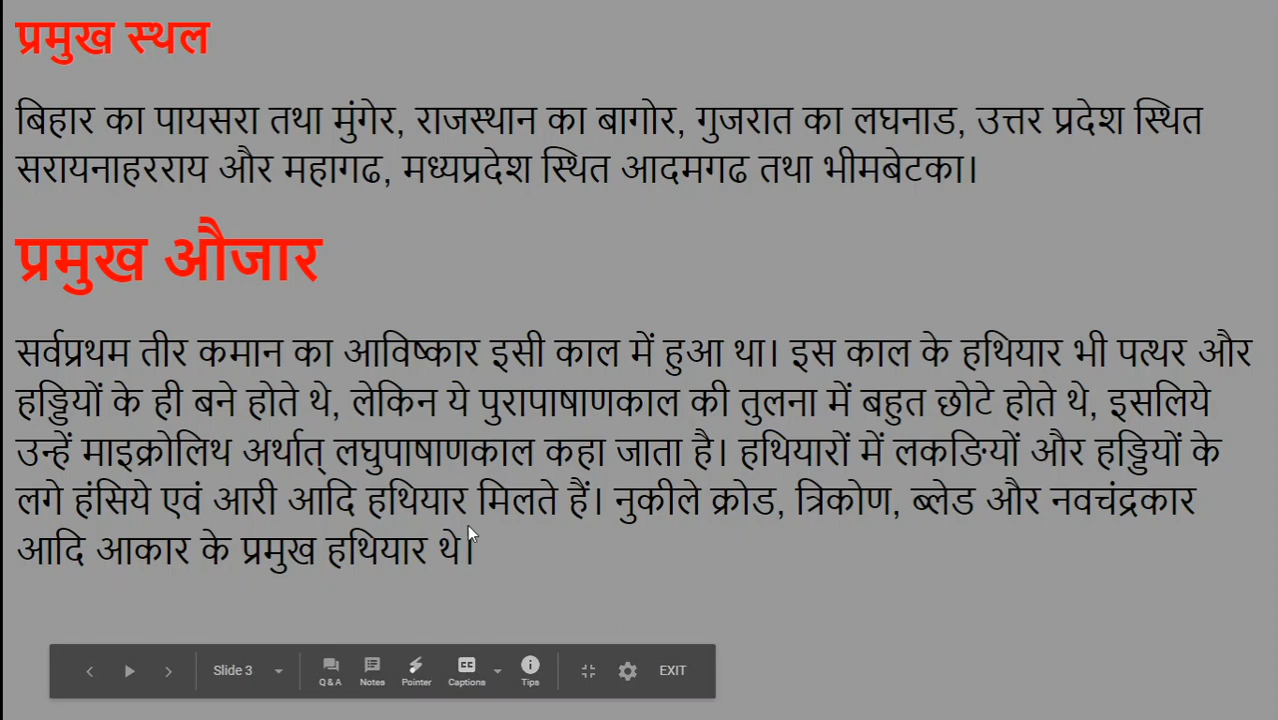 प्रमुख स्थल
बिहार का पायसरा तथा मुंगेर, राजस्थान का बागोर, गुजरात का लघनाड, उत्तर प्रदेश स्थित
सरायनाहरराय और महागढ, मध्यप्रदेश स्थित आदमगढ तथा भीमबेटका।
प्रमुख औजार
सर्वप्रथम तीर कमान का आविष्कार इसी काल में हुआ था। इस काल के हथियार भी पत्थर और
हड्डियों के ही बने होते थे, लेकिन ये पुरापाषाणकाल की तुलना में बहुत छोटे होते थे, इसलिये
उन्हें माइक्रोलिथ अर्थात् लघुपाषाणकाल कहा जाता है। हथियारों में लकङियों और हड्डियों के
लगे हंसिये एवं आरी आदि हथियार मिलते हैं। नुकीले क्रोड, त्रिकोण, ब्लेड और नवचंद्रकार
आदि आकार के प्रमुख हथियार थे।
Slide 3
Q & A Notes Pointer Captions Tips EXIT